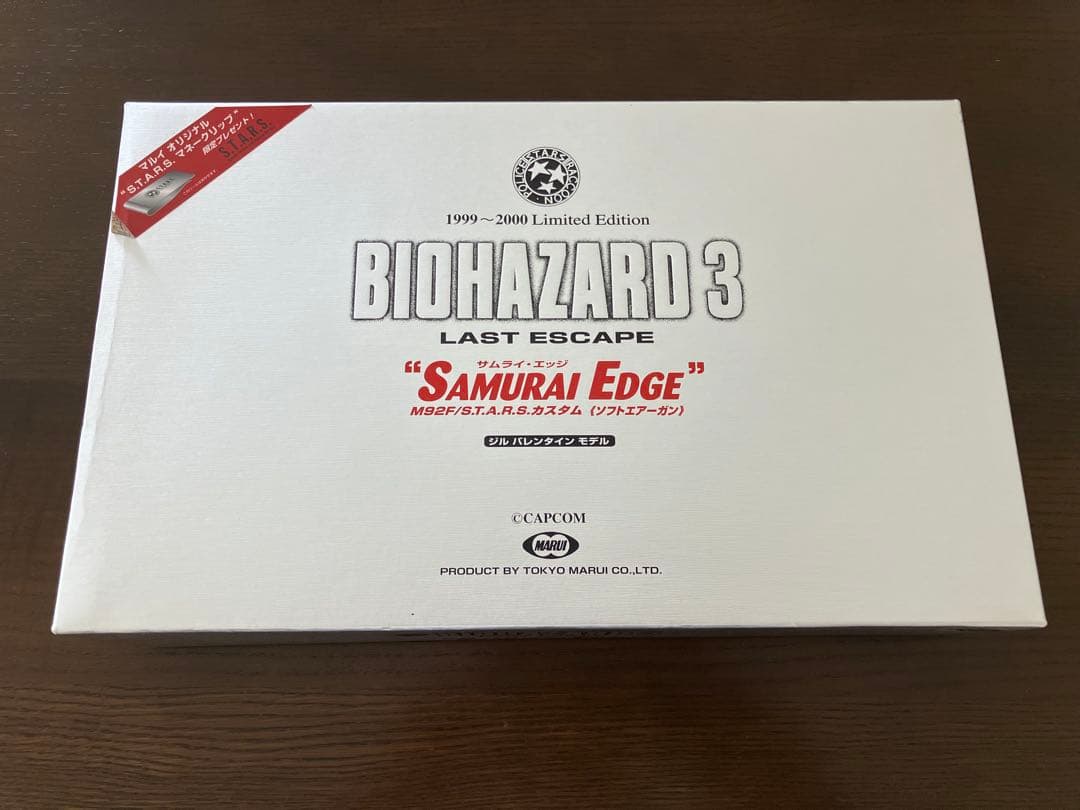 マルイ オリジナル
"S.T.A.R.S. マネークリップ"
限定プレゼント!
S.T.A.R.S.
S.T.A.R.S. RACCOON POLICE
1999～2000 Limited Edition
BIOHAZARD 3
LAST ESCAPE
サムライ・エッジ
"SAMURAI EDGE"
M92F/S.T.A.R.S.カスタム (ソフトエアーガン)
ジル バレンタイン モデル
©CAPCOM
MARUI
PRODUCT BY TOKYO MARUI CO.,LTD.